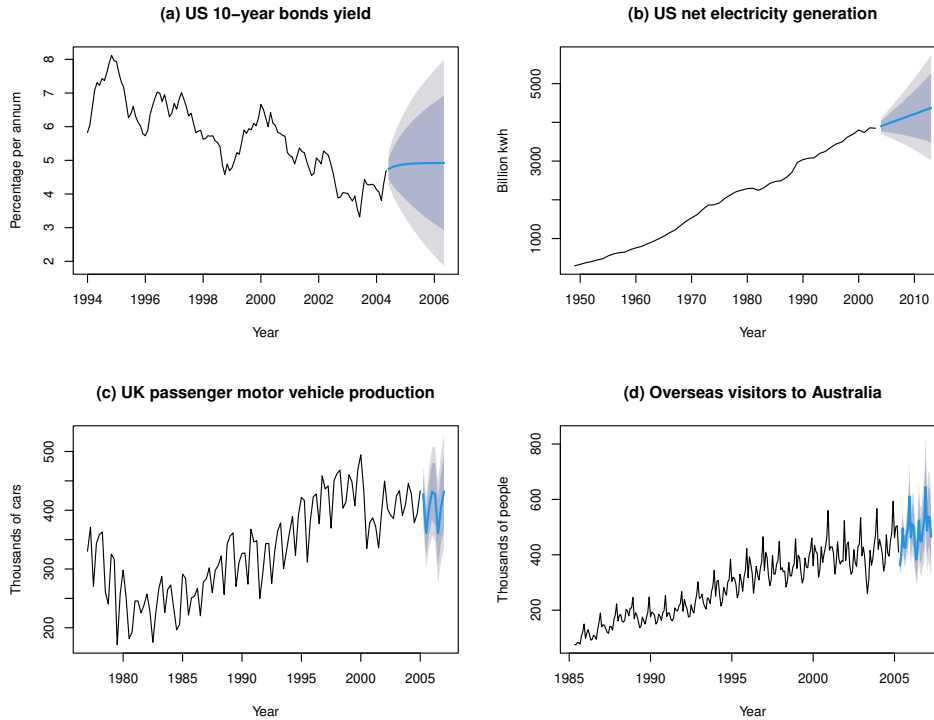 (a) US 10−year bonds yield
Percentage per annum
8
7
6
5
4
3
2
1994 1996 1998 2000 2002 2004 2006
Year
(b) US net electricity generation
Billion kwh
5000
3000
1000
1950 1960 1970 1980 1990 2000 2010
Year
(c) UK passenger motor vehicle production
Thousands of cars
500
400
300
200
1980 1985 1990 1995 2000 2005
Year
(d) Overseas visitors to Australia
Thousands of people
800
600
400
200
1985 1990 1995 2000 2005
Year